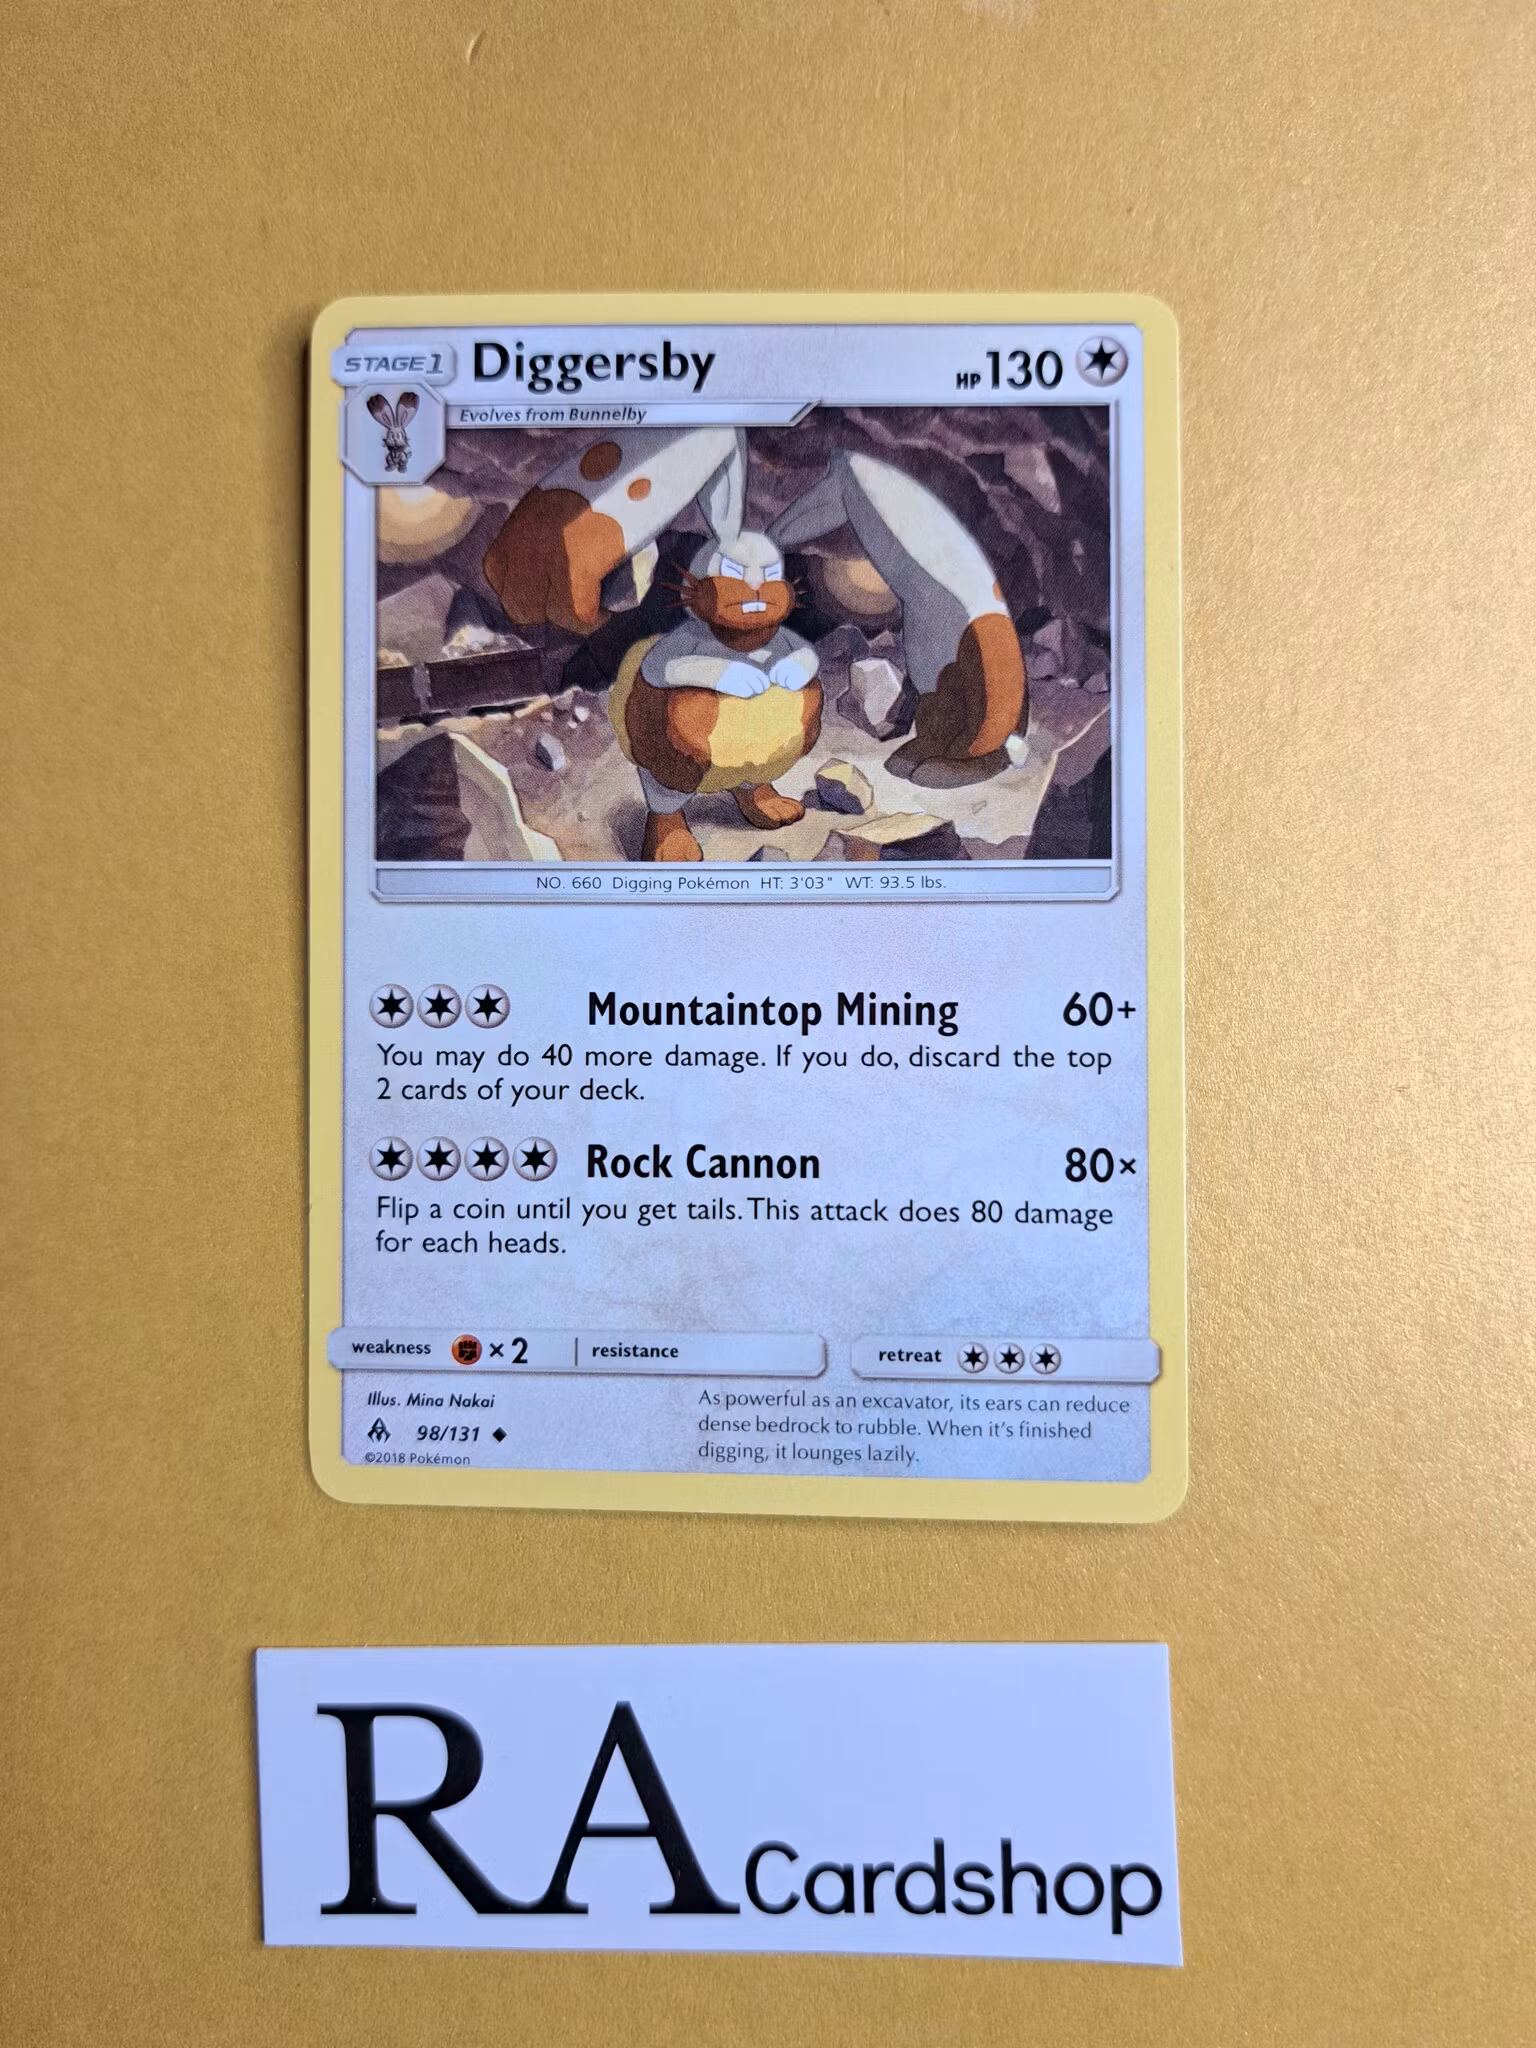 STAGE 1 Diggersby HP 130
Evolves from Bunnelby
NO. 660 Digging Pokémon HT: 3'03" WT: 93.5 lbs.
Mountaintop Mining 60+
You may do 40 more damage. If you do, discard the top
2 cards of your deck.
Rock Cannon 80×
Flip a coin until you get tails. This attack does 80 damage
for each heads.
weakness ×2 resistance retreat
Illus. Mina Nakai
98/131
©2018 Pokémon
As powerful as an excavator, its ears can reduce
dense bedrock to rubble. When it's finished
digging, it lounges lazily.
RA Cardshop